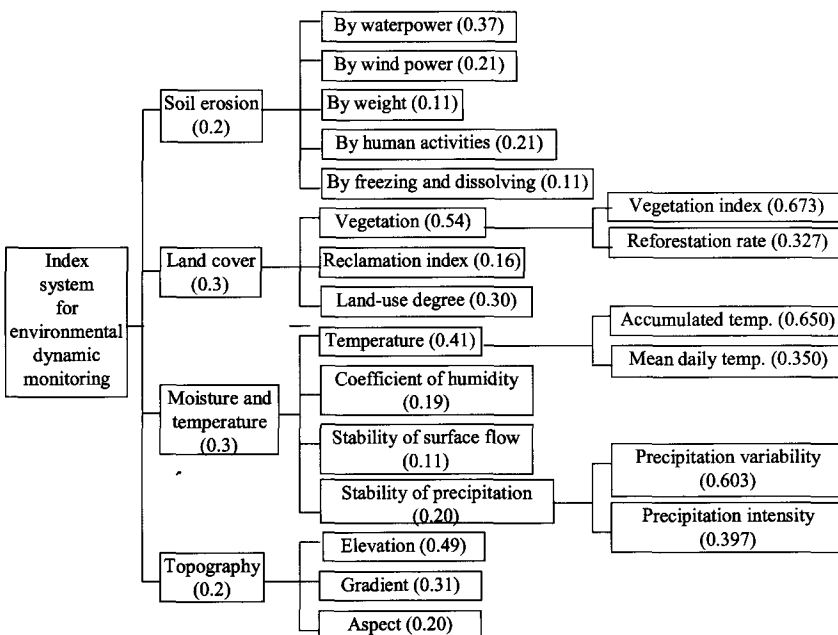 Index
system
for
environmental
dynamic
monitoring
Soil erosion
(0.2)
By waterpower (0.37)
By wind power (0.21)
By weight (0.11)
By human activities (0.21)
By freezing and dissolving (0.11)
Land cover
(0.3)
Vegetation (0.54)
Vegetation index (0.673)
Reforestation rate (0.327)
Reclamation index (0.16)
Land-use degree (0.30)
Moisture and
temperature
(0.3)
Temperature (0.41)
Accumulated temp. (0.650)
Mean daily temp. (0.350)
Coefficient of humidity
(0.19)
Stability of surface flow
(0.11)
Stability of precipitation
(0.20)
Precipitation variability
(0.603)
Precipitation intensity
(0.397)
Topography
(0.2)
Elevation (0.49)
Gradient (0.31)
Aspect (0.20)